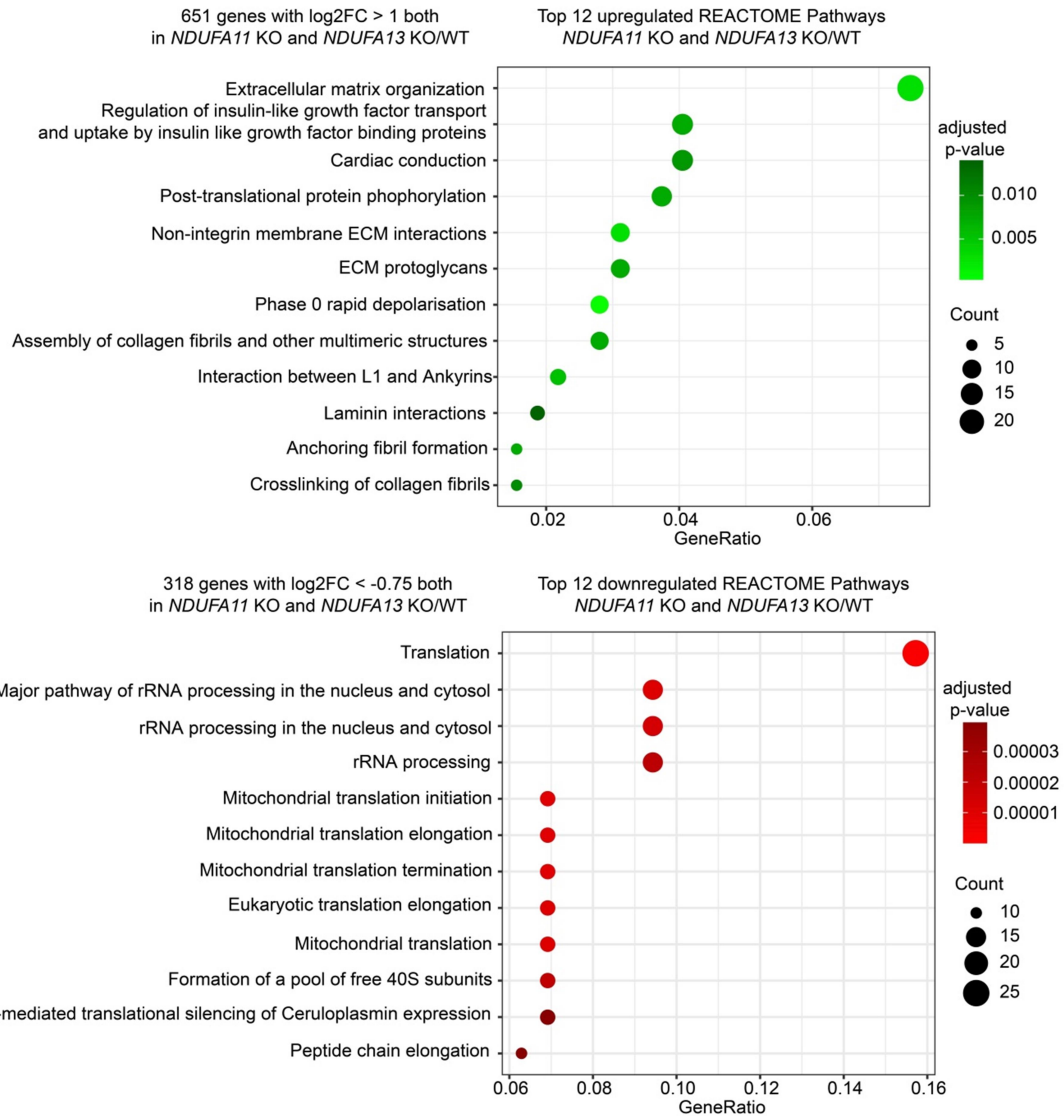 651 genes with log2FC > 1 both
in NDUFA11 KO and NDUFA13 KO/WT
Top 12 upregulated REACTOME Pathways
NDUFA11 KO and NDUFA13 KO/WT
Extracellular matrix organization
Regulation of insulin-like growth factor transport
and uptake by insulin like growth factor binding proteins
Cardiac conduction
Post-translational protein phophorylation
Non-integrin membrane ECM interactions
ECM protoglycans
Phase 0 rapid depolarisation
Assembly of collagen fibrils and other multimeric structures
Interaction between L1 and Ankyrins
Laminin interactions
Anchoring fibril formation
Crosslinking of collagen fibrils
0.02 0.04 0.06
GeneRatio
adjusted
p-value
0.010
0.005
Count
5
10
15
20
318 genes with log2FC < -0.75 both
in NDUFA11 KO and NDUFA13 KO/WT
Top 12 downregulated REACTOME Pathways
NDUFA11 KO and NDUFA13 KO/WT
Translation
Major pathway of rRNA processing in the nucleus and cytosol
rRNA processing in the nucleus and cytosol
rRNA processing
Mitochondrial translation initiation
Mitochondrial translation elongation
Mitochondrial translation termination
Eukaryotic translation elongation
Mitochondrial translation
Formation of a pool of free 40S subunits
-mediated translational silencing of Ceruloplasmin expression
Peptide chain elongation
0.06 0.08 0.10 0.12 0.14 0.16
GeneRatio
adjusted
p-value
0.00003
0.00002
0.00001
Count
10
15
20
25